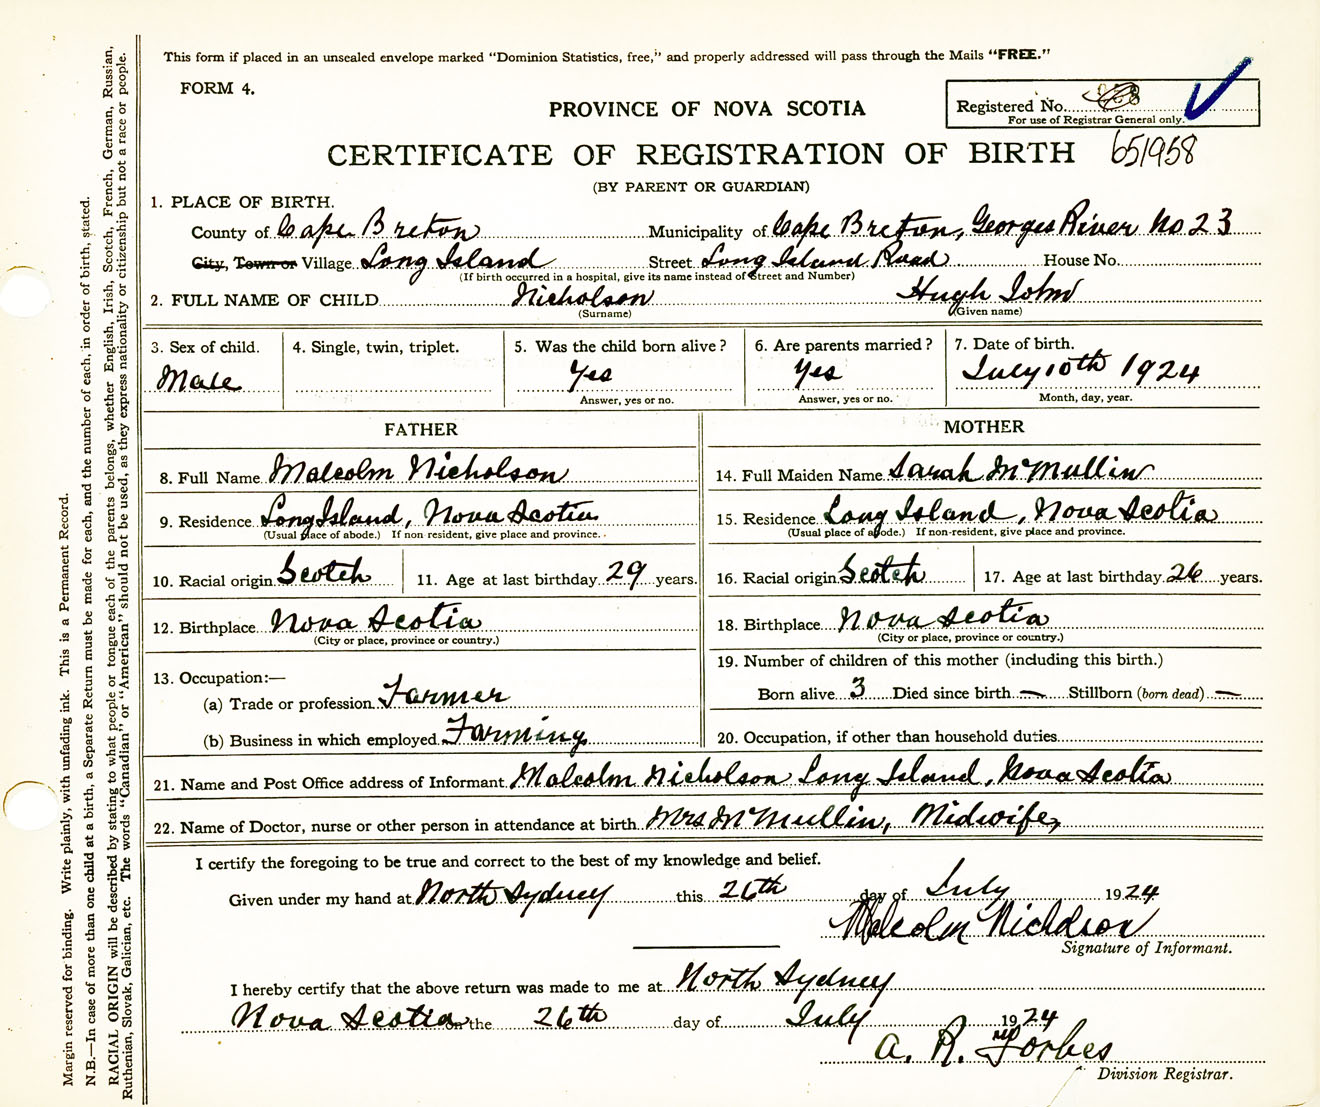 This form if placed in an unsealed envelope marked "Dominion Statistics, free," and properly addressed will pass through the Mails "FREE."
FORM 4.
PROVINCE OF NOVA SCOTIA
Registered No.
For use of Registrar General only.
CERTIFICATE OF REGISTRATION OF BIRTH 651958
(BY PARENT OR GUARDIAN)
1. PLACE OF BIRTH.
County of Cape Breton Municipality of Cape Breton, Georges River No 23
City, Town or Village Long Island Street Long Island Road House No.
(If birth occurred in a hospital, give its name instead of Street and Number)
2. FULL NAME OF CHILD Nicholson Hugh John
(Surname) (Given name)
3. Sex of child. 4. Single, twin, triplet. 5. Was the child born alive? 6. Are parents married? 7. Date of birth.
Male Yes Yes July 10th 1924
Answer, yes or no. Answer, yes or no. Month, day, year.
FATHER MOTHER
8. Full Name Malcolm Nicholson 14. Full Maiden Name Sarah McMullin
9. Residence Long Island, Nova Scotia 15. Residence Long Island, Nova Scotia
(Usual place of abode.) If non resident, give place and province. (Usual place of abode.) If non-resident, give place and province.
10. Racial origin Scotch 11. Age at last birthday 29 years. 16. Racial origin Scotch 17. Age at last birthday 26 years.
12. Birthplace Nova Scotia 18. Birthplace Nova Scotia
(City or place, province or country.) (City or place, province or country.)
13. Occupation:— 19. Number of children of this mother (including this birth.)
(a) Trade or profession Farmer Born alive 3 Died since birth — Stillborn (born dead) —
(b) Business in which employed Farming 20. Occupation, if other than household duties
21. Name and Post Office address of Informant Malcolm Nicholson Long Island, Nova Scotia
22. Name of Doctor, nurse or other person in attendance at birth Mrs McMullin, Midwife,
I certify the foregoing to be true and correct to the best of my knowledge and belief.
Given under my hand at North Sydney this 26th day of July 1924
Malcolm Nicholson
Signature of Informant.
I hereby certify that the above return was made to me at North Sydney
Nova Scotia on the 26th day of July 1924
A. R. Forbes
Division Registrar.
Margin reserved for binding. Write plainly, with unfading ink. This is a Permanent Record.
N.B.—In case of more than one child at a birth, a Separate Return must be made for each, and the number of each, in order of birth, stated.
RACIAL ORIGIN will be described by stating to what people or tongue each of the parents belongs, whether English, Irish, Scotch, French, German, Russian,
Ruthenian, Slovak, Galician, etc. The words "Canadian" or "American" should not be used, as they express nationality or citizenship but not a race or people.